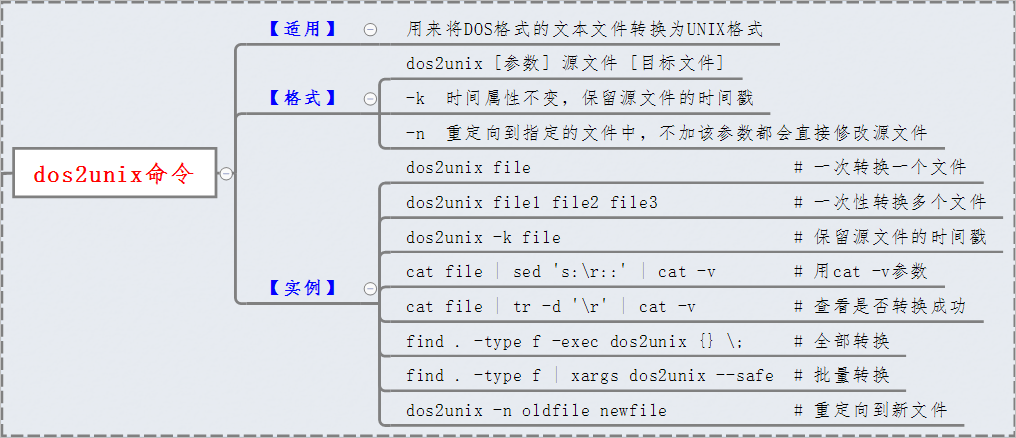 dos2unix命令
【适用】
用来将DOS格式的文本文件转换为UNIX格式
【格式】
dos2unix [参数] 源文件 [目标文件]
-k 时间属性不变，保留源文件的时间戳
-n 重定向到指定的文件中，不加该参数都会直接修改源文件
【实例】
dos2unix file # 一次转换一个文件
dos2unix file1 file2 file3 # 一次性转换多个文件
dos2unix -k file # 保留源文件的时间戳
cat file | sed 's:\r::' | cat -v # 用cat -v参数
cat file | tr -d '\r' | cat -v # 查看是否转换成功
find . -type f -exec dos2unix {} \; # 全部转换
find . -type f | xargs dos2unix --safe # 批量转换
dos2unix -n oldfile newfile # 重定向到新文件